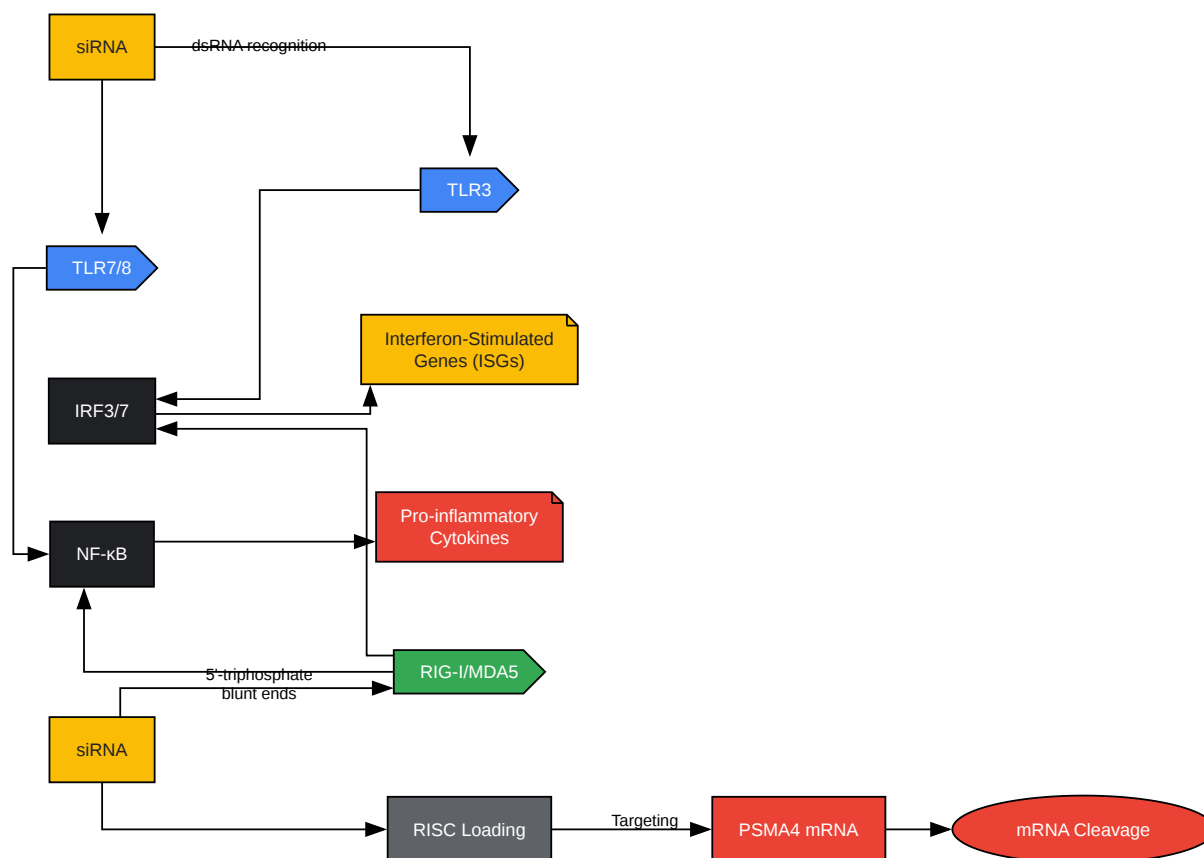 siRNA
dsRNA recognition
TLR3
TLR7/8
Interferon-Stimulated
Genes (ISGs)
IRF3/7
Pro-inflammatory
Cytokines
NF-κB
RIG-I/MDA5
5'-triphosphate
blunt ends
siRNA
RISC Loading
Targeting
PSMA4 mRNA
mRNA Cleavage